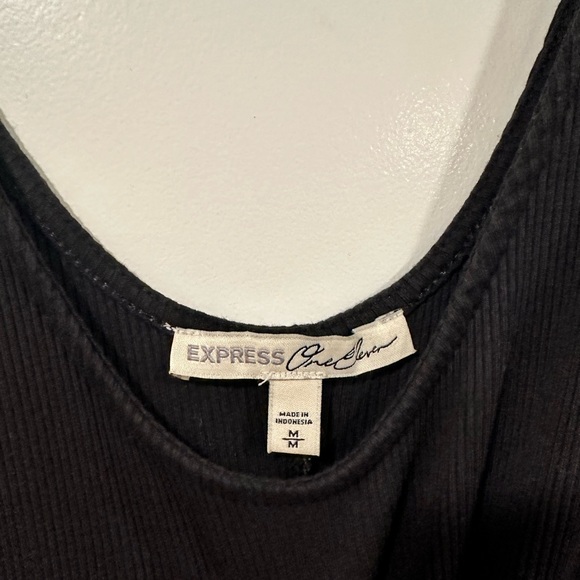 EXPRESS One Eleven
MADE IN
INDONESIA
M
M